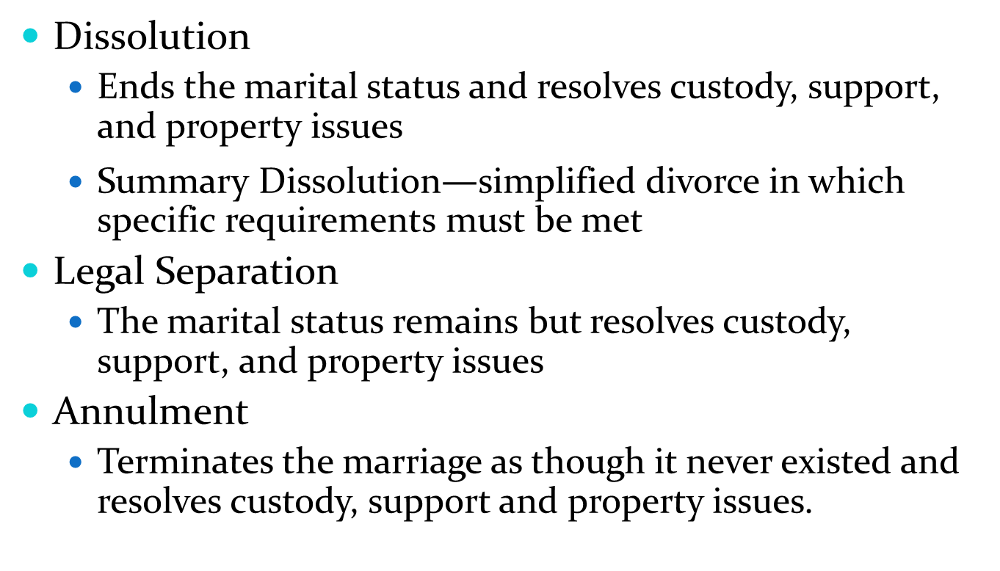 • Dissolution
• Ends the marital status and resolves custody, support,
and property issues
• Summary Dissolution—simplified divorce in which
specific requirements must be met
• Legal Separation
• The marital status remains but resolves custody,
support, and property issues
• Annulment
• Terminates the marriage as though it never existed and
resolves custody, support and property issues.